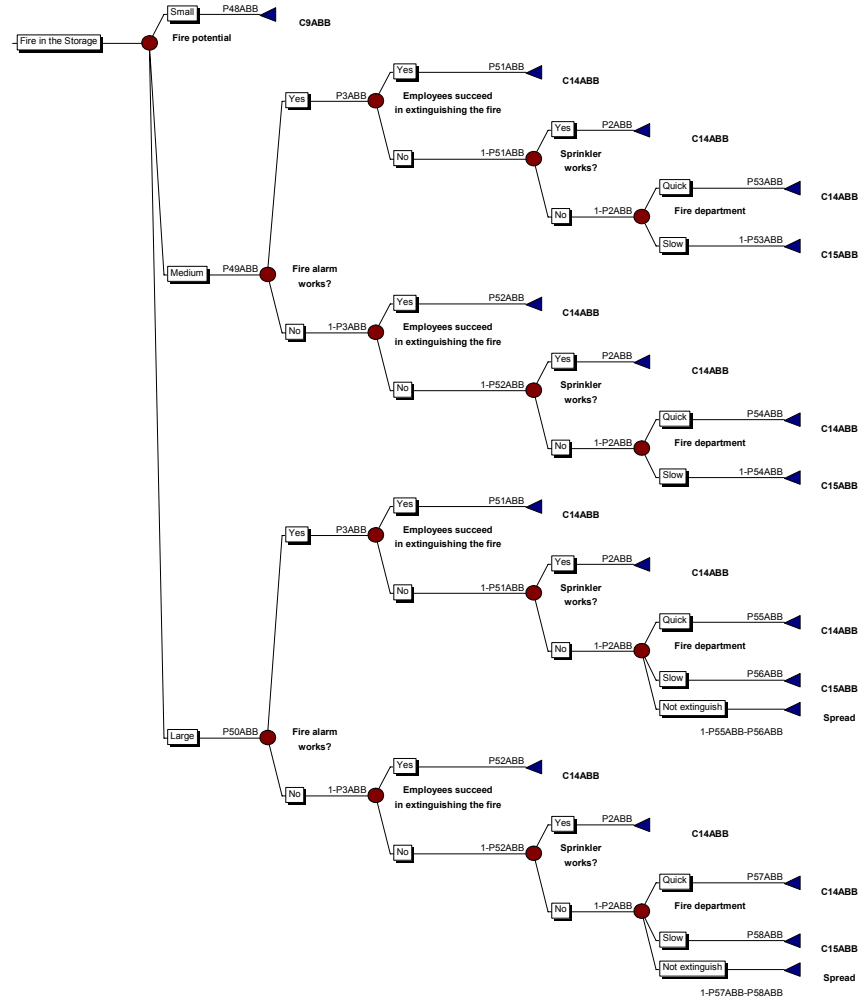 Small P48ABB
C9ABB
Fire in the Storage Fire potential
Yes P51ABB
C14ABB
Yes P3ABB Employees succeed
in extinguishing the fire
Yes P2ABB
C14ABB
No 1-P51ABB Sprinkler
works?
Quick P53ABB
C14ABB
No 1-P2ABB Fire department
Slow 1-P53ABB
C15ABB
Medium P49ABB Fire alarm
works?
Yes P52ABB
C14ABB
No 1-P3ABB Employees succeed
in extinguishing the fire
Yes P2ABB
C14ABB
No 1-P52ABB Sprinkler
works?
Quick P54ABB
C14ABB
No 1-P2ABB Fire department
Slow 1-P54ABB
C15ABB
Yes P51ABB
C14ABB
Yes P3ABB Employees succeed
in extinguishing the fire
Yes P2ABB
C14ABB
No 1-P51ABB Sprinkler
works?
Quick P55ABB
C14ABB
No 1-P2ABB Fire department
Slow P56ABB
C15ABB
Not extinguish
Spread
1-P55ABB-P56ABB
Large P50ABB Fire alarm
works?
Yes P52ABB
C14ABB
No 1-P3ABB Employees succeed
in extinguishing the fire
Yes P2ABB
C14ABB
No 1-P52ABB Sprinkler
works?
Quick P57ABB
C14ABB
No 1-P2ABB Fire department
Slow P58ABB
C15ABB
Not extinguish
Spread
1-P57ABB-P58ABB